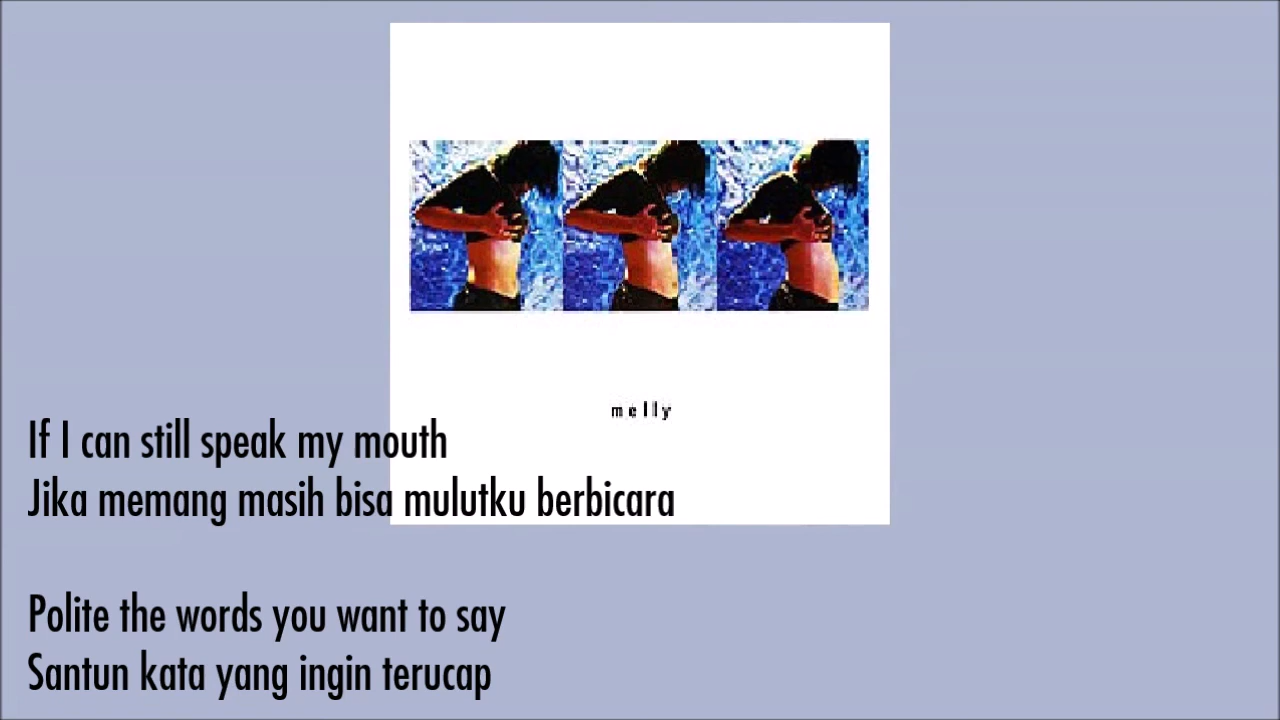 melly
If I can still speak my mouth
Jika memang masih bisa mulutku berbicara
Polite the words you want to say
Santun kata yang ingin terucap